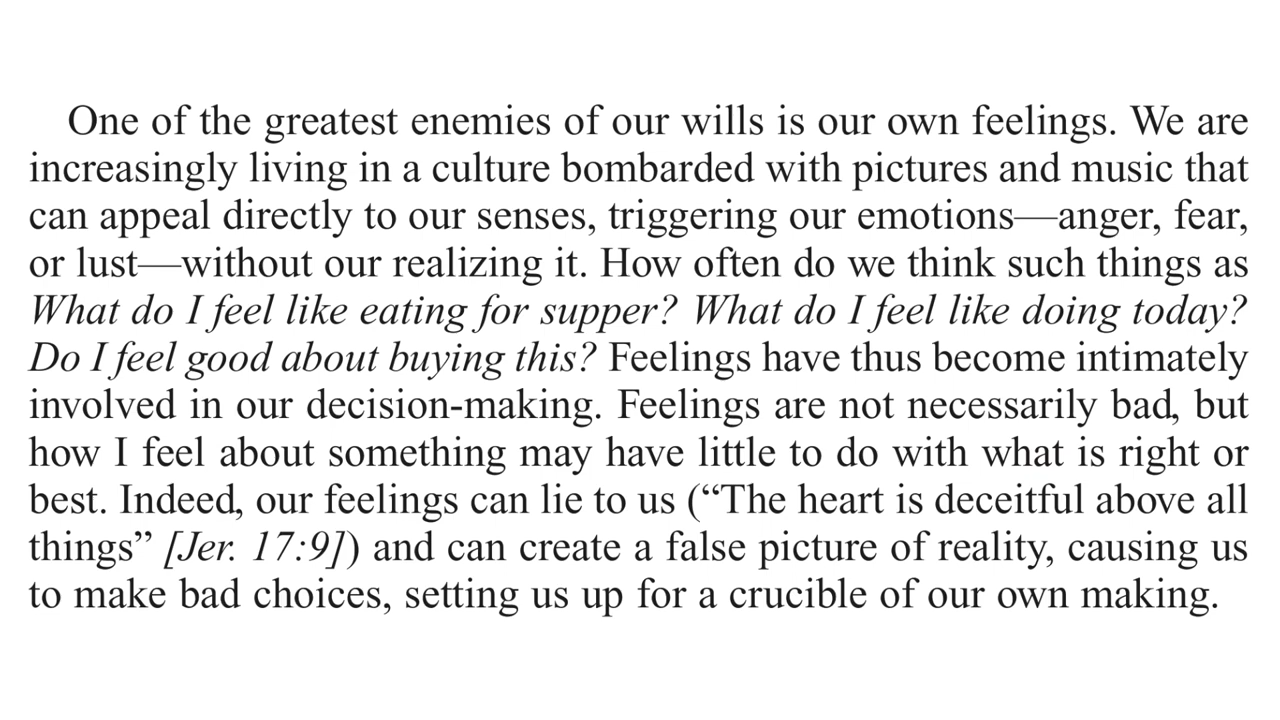 One of the greatest enemies of our wills is our own feelings. We are
increasingly living in a culture bombarded with pictures and music that
can appeal directly to our senses, triggering our emotions—anger, fear,
or lust—without our realizing it. How often do we think such things as
What do I feel like eating for supper? What do I feel like doing today?
Do I feel good about buying this? Feelings have thus become intimately
involved in our decision-making. Feelings are not necessarily bad, but
how I feel about something may have little to do with what is right or
best. Indeed, our feelings can lie to us (“The heart is deceitful above all
things” [Jer. 17:9]) and can create a false picture of reality, causing us
to make bad choices, setting us up for a crucible of our own making.